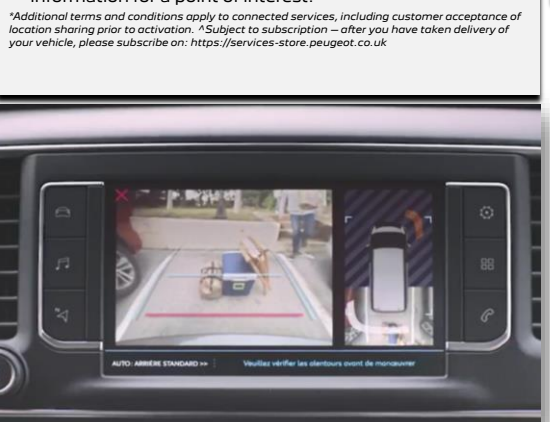 information for a point of interest.
*Additional terms and conditions apply to connected services, including customer acceptance of
location sharing prior to activation. ^Subject to subscription – after you have taken delivery of
your vehicle, please subscribe on: https://services-store.peugeot.co.uk
AUTO: ARRIÈRE STANDARD >> Veuillez vérifier les alentours avant de manœuvrer